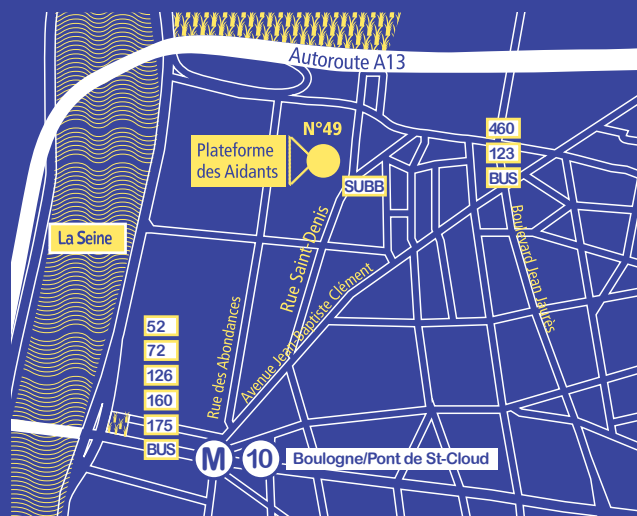 Autoroute A13
N°49
Plateforme
des Aidants
460
123
BUS
SUBB
La Seine
Rue Saint-Denis
Boulevard Jean Jaurès
Avenue Jean-Baptiste Clément
Rue des Abondances
52
72
126
160
175
BUS
M 10 Boulogne/Pont de St-Cloud